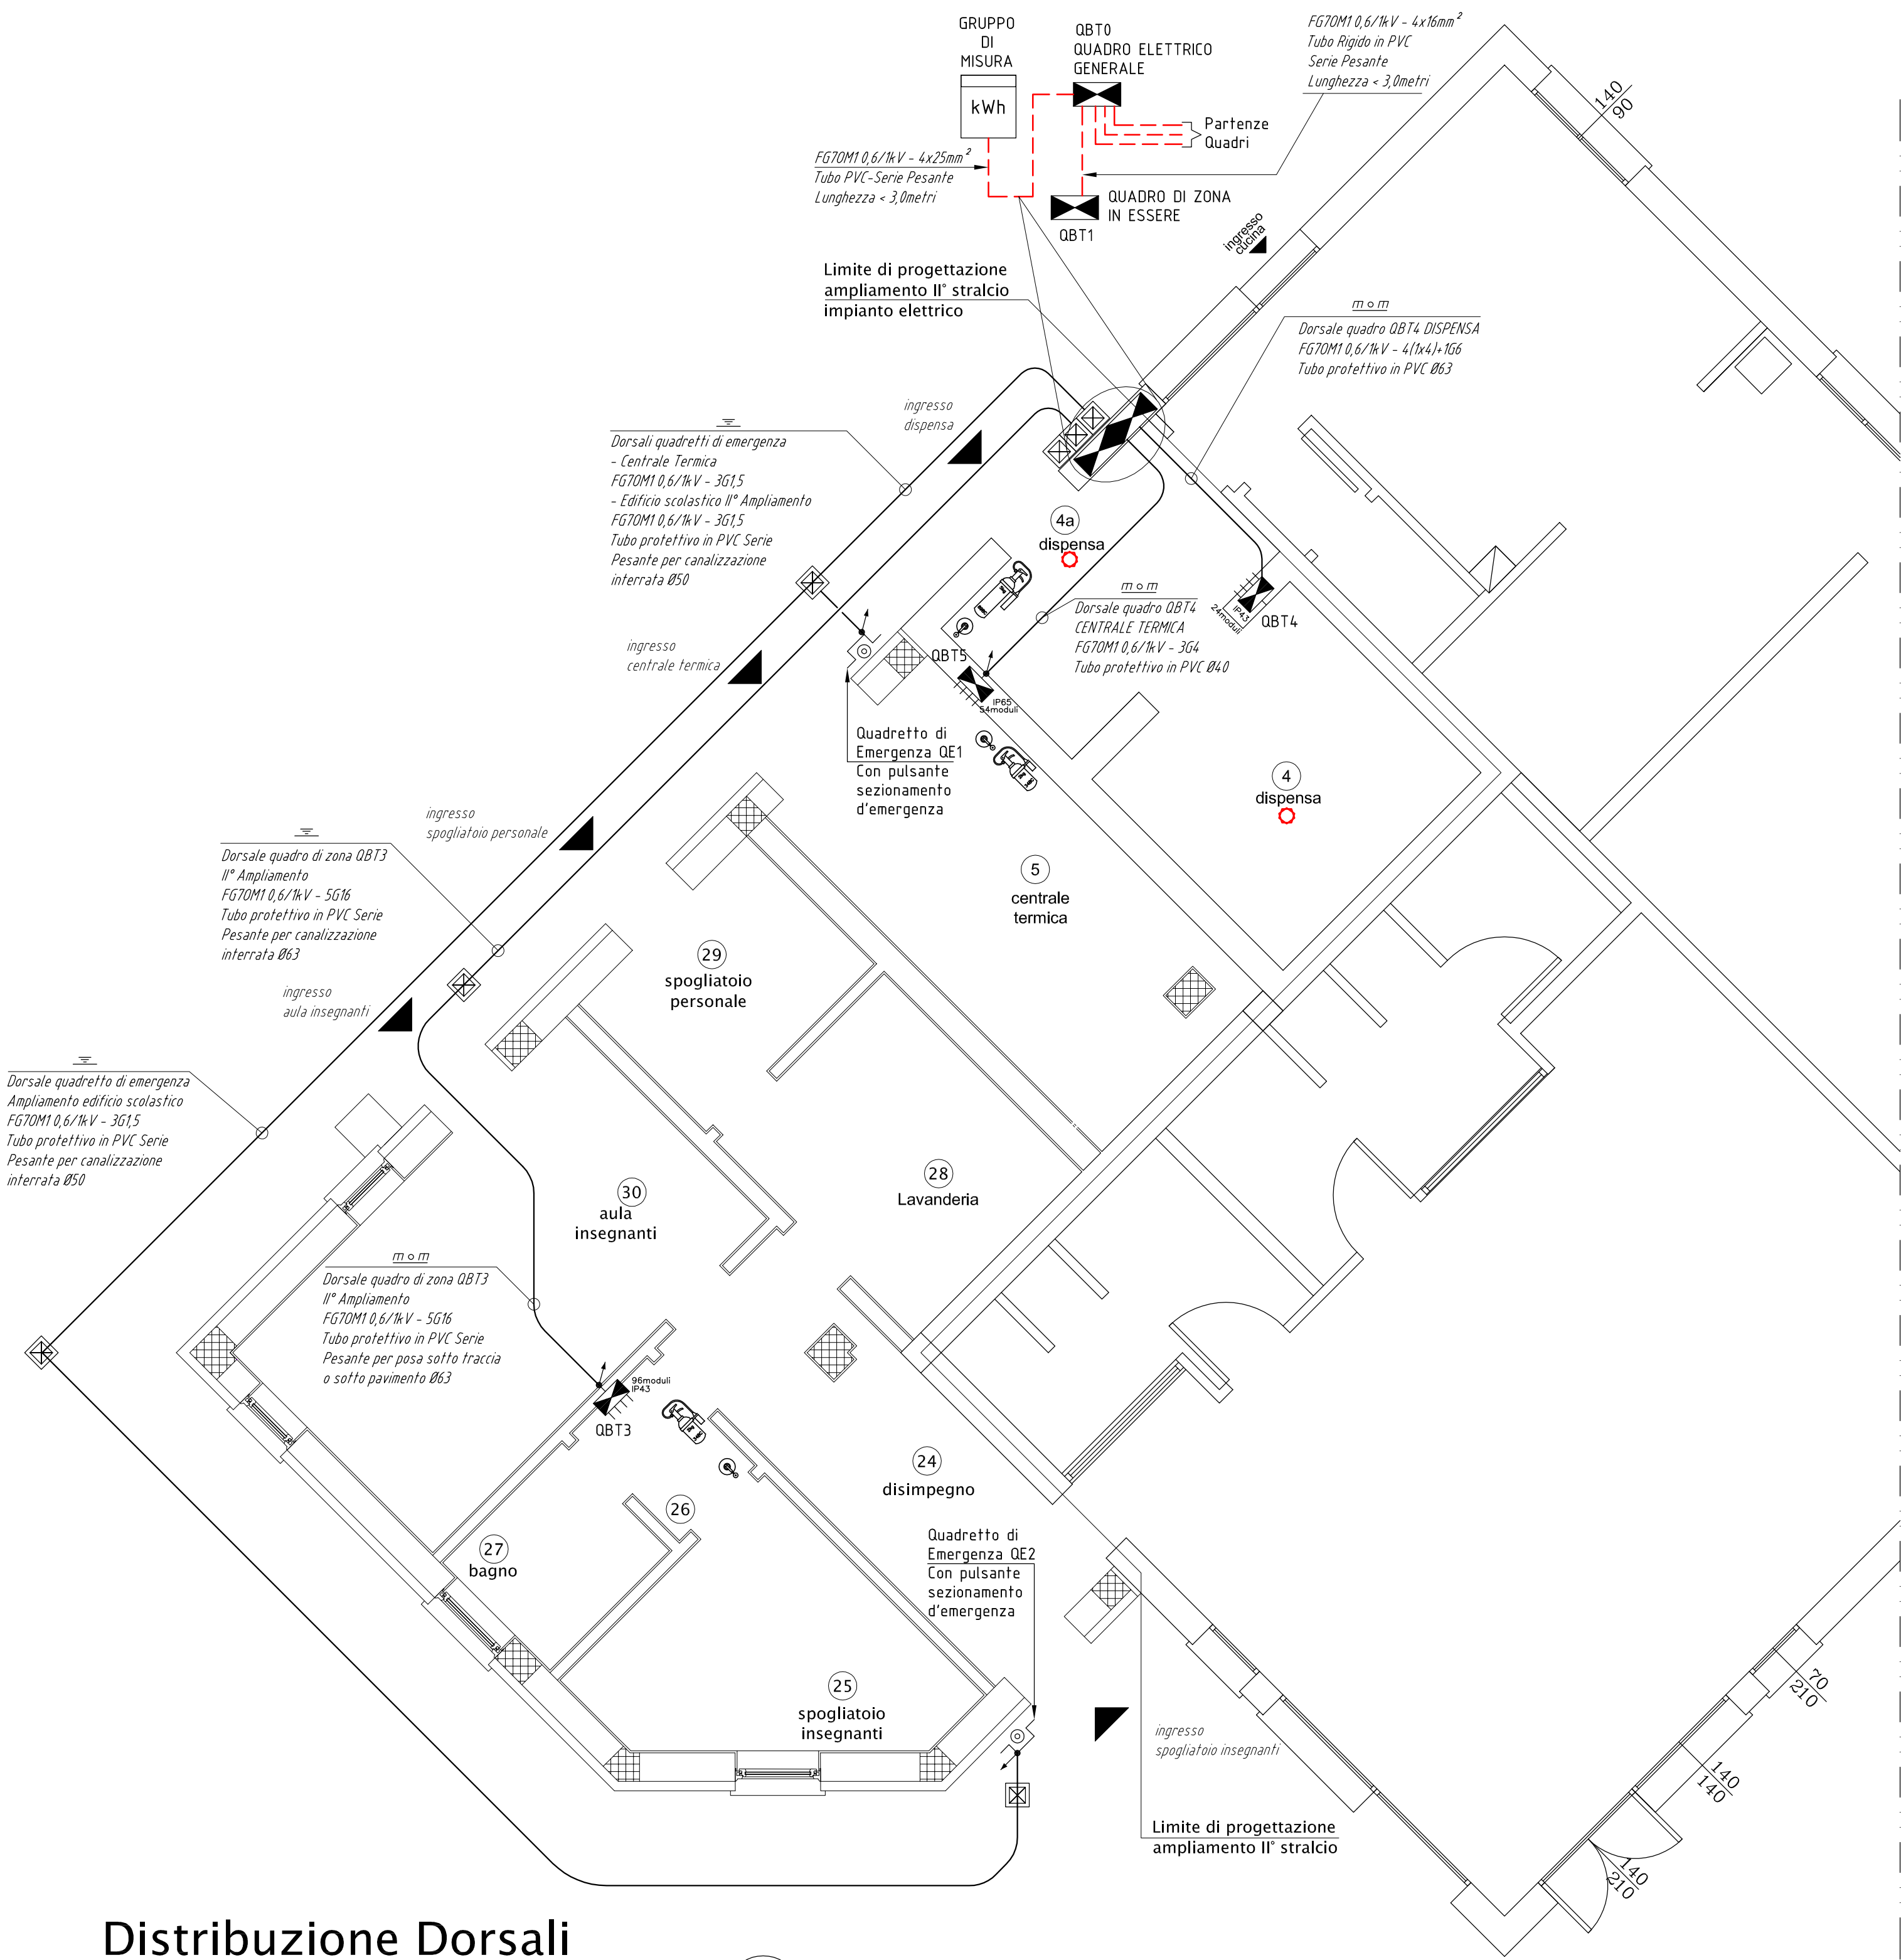 GRUPPO
DI
MISURA
kWh
QBT0
QUADRO ELETTRICO
GENERALE
FG7OM1 0,6/1kV - 4x16mm²
Tubo Rigido in PVC
Serie Pesante
Lunghezza < 3,0metri
Partenze
Quadri
FG7OM1 0,6/1kV - 4x25mm²
Tubo PVC-Serie Pesante
Lunghezza < 3,0metri
QUADRO DI ZONA
IN ESSERE
QBT1
140
90
ingresso
cucina
Limite di progettazione
ampliamento II° stralcio
impianto elettrico
Dorsale quadro QBT4 DISPENSA
FG7OM1 0,6/1kV - 4(1x4)+1G6
Tubo protettivo in PVC Ø63
ingresso
dispensa
Dorsali quadretti di emergenza
- Centrale Termica
FG7OM1 0,6/1kV - 3G1,5
- Edificio scolastico II° Ampliamento
FG7OM1 0,6/1kV - 3G1,5
Tubo protettivo in PVC Serie
Pesante per canalizzazione
interrata Ø50
4a
dispensa
Dorsale quadro QBT4
CENTRALE TERMICA
FG7OM1 0,6/1kV - 3G4
Tubo protettivo in PVC Ø40
IP43
24moduli
QBT4
ingresso
centrale termica
QBT5
IP65
54moduli
Quadretto di
Emergenza QE1
Con pulsante
sezionamento
d'emergenza
4
dispensa
ingresso
spogliatoio personale
Dorsale quadro di zona QBT3
II° Ampliamento
FG7OM1 0,6/1kV - 5G16
Tubo protettivo in PVC Serie
Pesante per canalizzazione
interrata Ø63
5
centrale
termica
29
spogliatoio
personale
ingresso
aula insegnanti
Dorsale quadretto di emergenza
Ampliamento edificio scolastico
FG7OM1 0,6/1kV - 3G1,5
Tubo protettivo in PVC Serie
Pesante per canalizzazione
interrata Ø50
30
aula
insegnanti
28
Lavanderia
Dorsale quadro di zona QBT3
II° Ampliamento
FG7OM1 0,6/1kV - 5G16
Tubo protettivo in PVC Serie
Pesante per posa sotto traccia
o sotto pavimento Ø63
96moduli
IP43
QBT3
24
disimpegno
26
27
bagno
Quadretto di
Emergenza QE2
Con pulsante
sezionamento
d'emergenza
25
spogliatoio
insegnanti
ingresso
spogliatoio insegnanti
70
210
140
140
140
210
Limite di progettazione
ampliamento II° stralcio
Distribuzione Dorsali